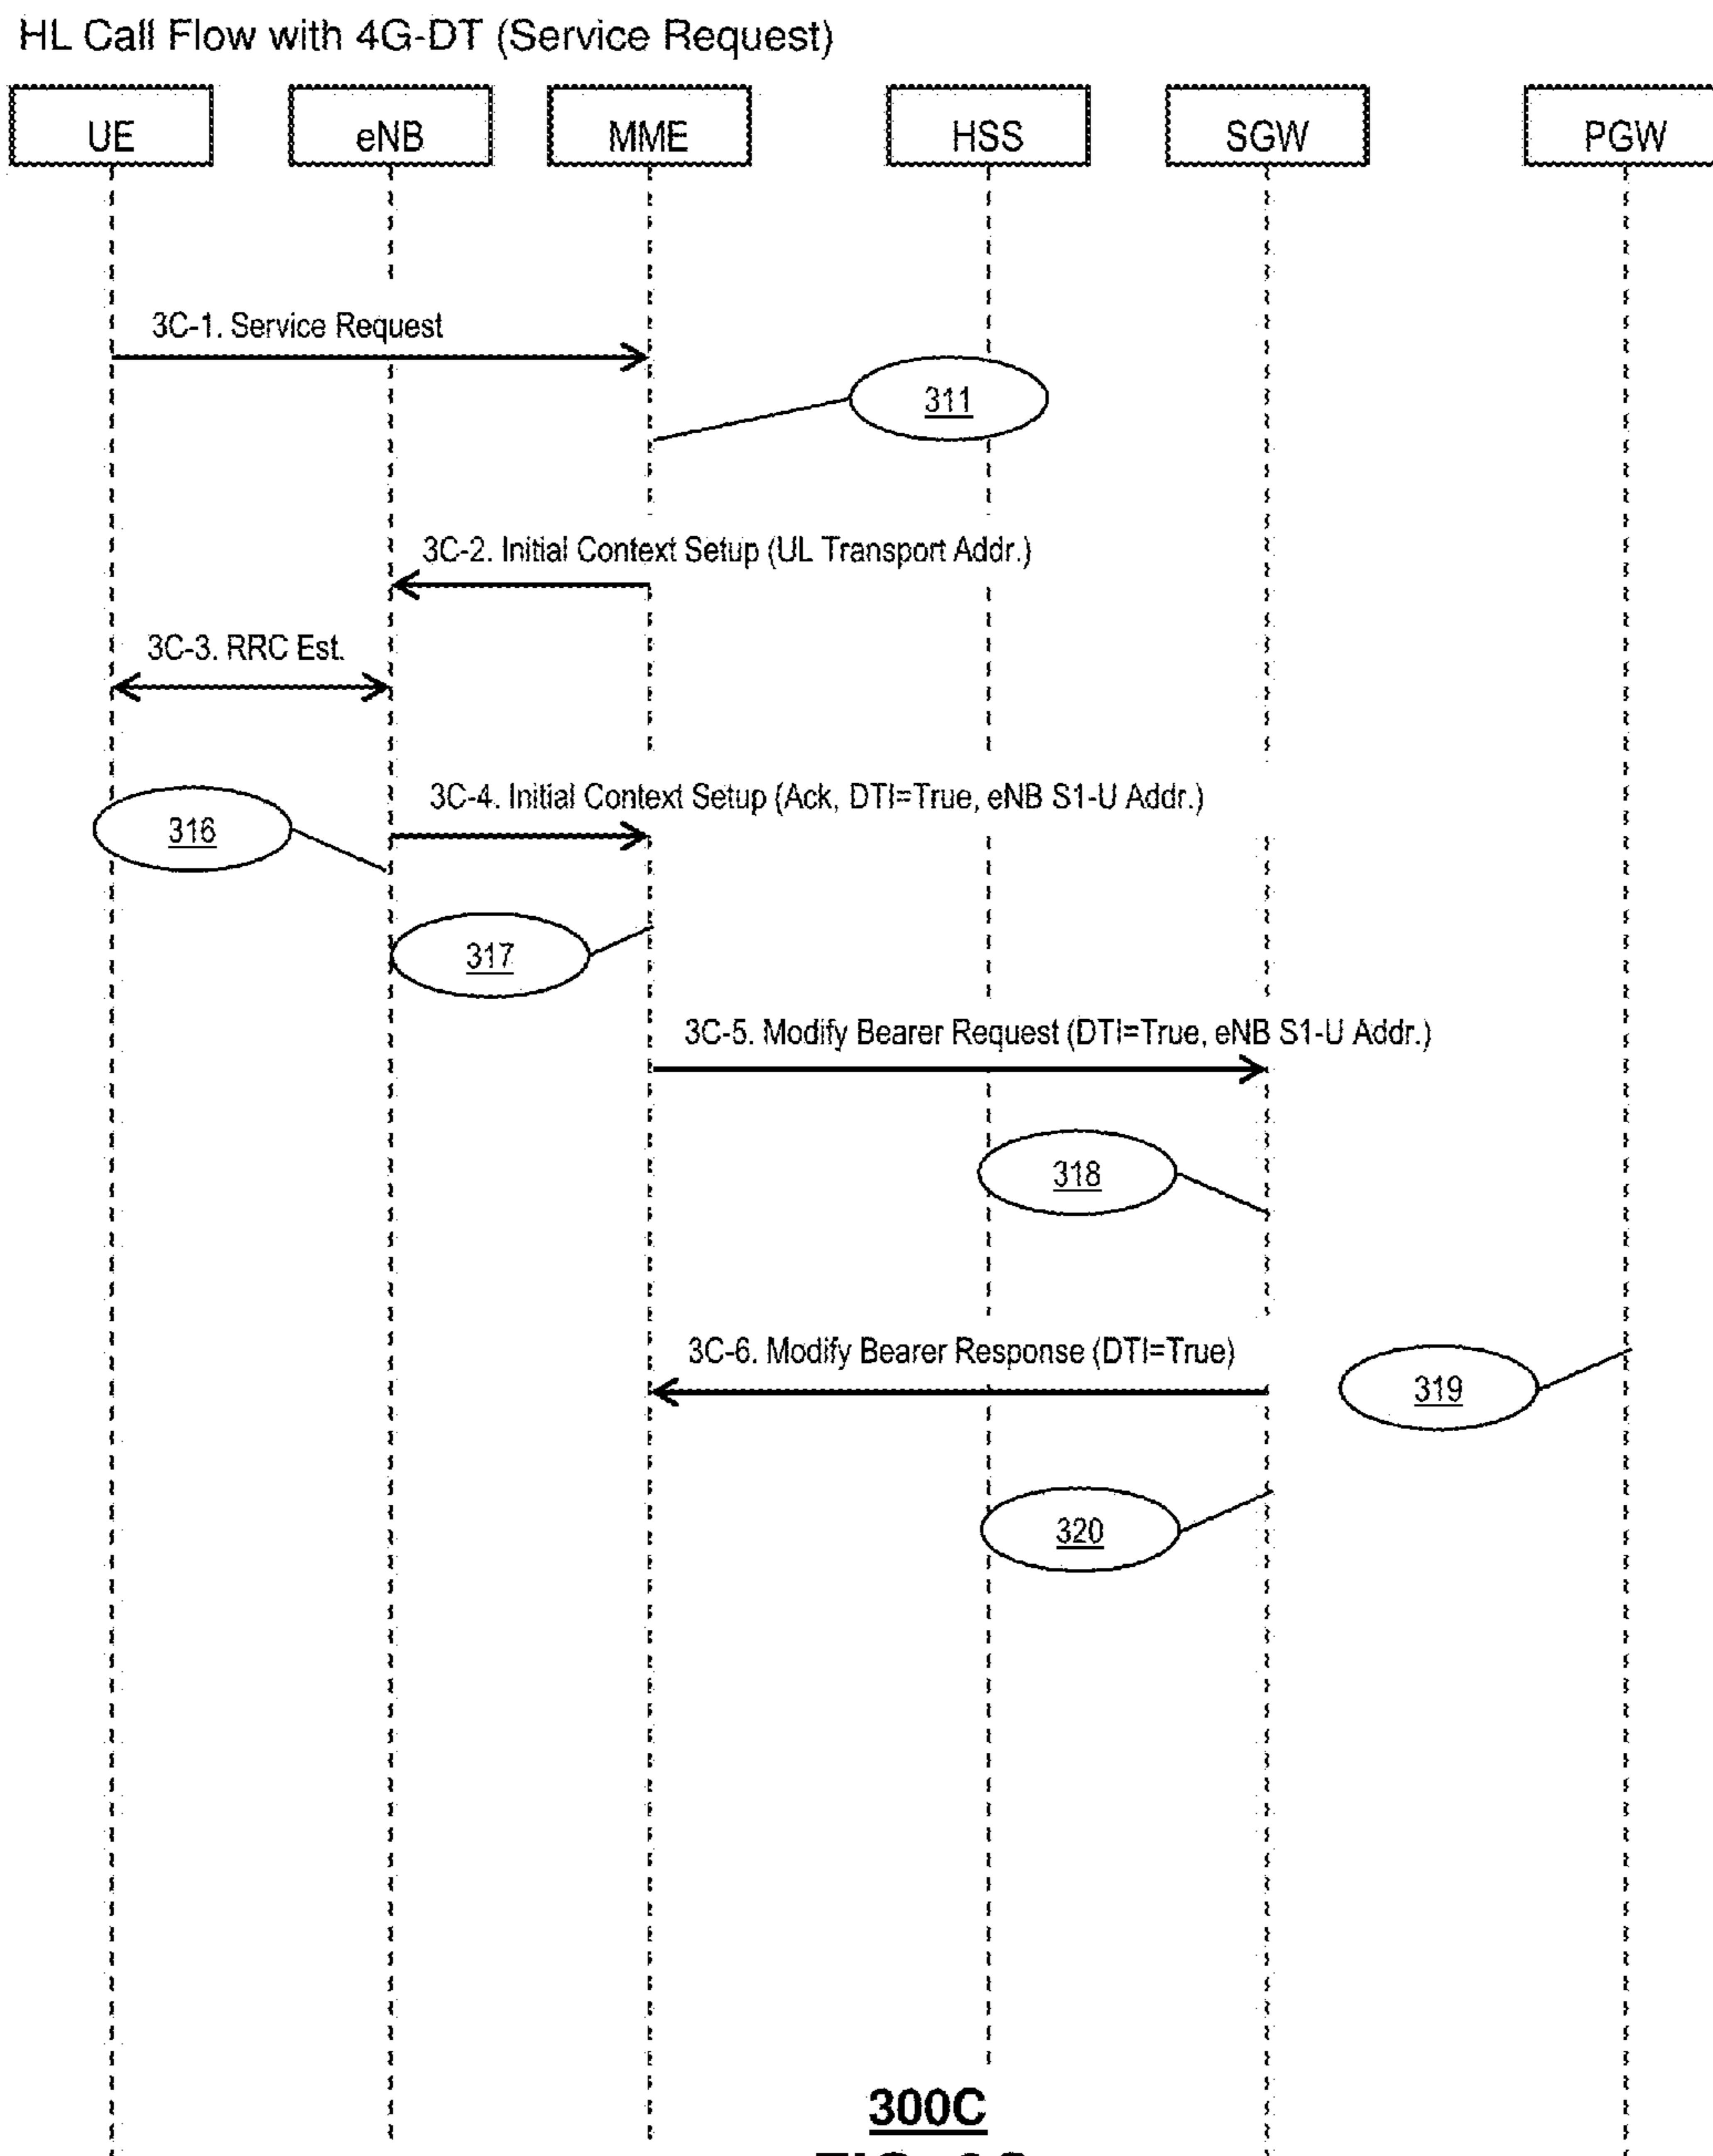 HL Call Flow with 4G-DT (Service Request)
UE eNB MME HSS SGW PGW
3C-1. Service Request
311
3C-2. Initial Context Setup (UL Transport Addr.)
3C-3. RRC Est.
3C-4. Initial Context Setup (Ack, DTI=True, eNB S1-U Addr.)
316
317
3C-5. Modify Bearer Request (DTI=True, eNB S1-U Addr.)
318
3C-6. Modify Bearer Response (DTI=True)
319
320
300C